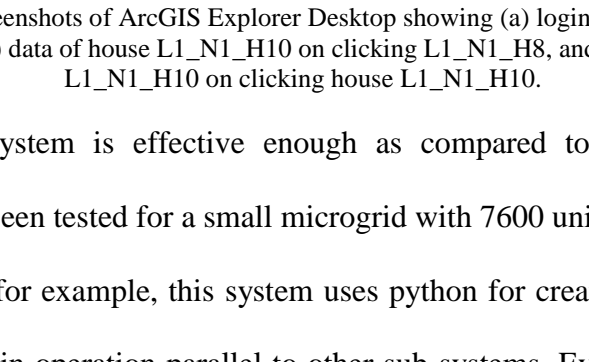 eenshots of ArcGIS Explorer Desktop showing (a) login
) data of house L1_N1_H10 on clicking L1_N1_H8, and
L1_N1_H10 on clicking house L1_N1_H10.
ystem is effective enough as compared to
een tested for a small microgrid with 7600 uni
for example, this system uses python for crea
in operation parallel to other sub-systems. Ev